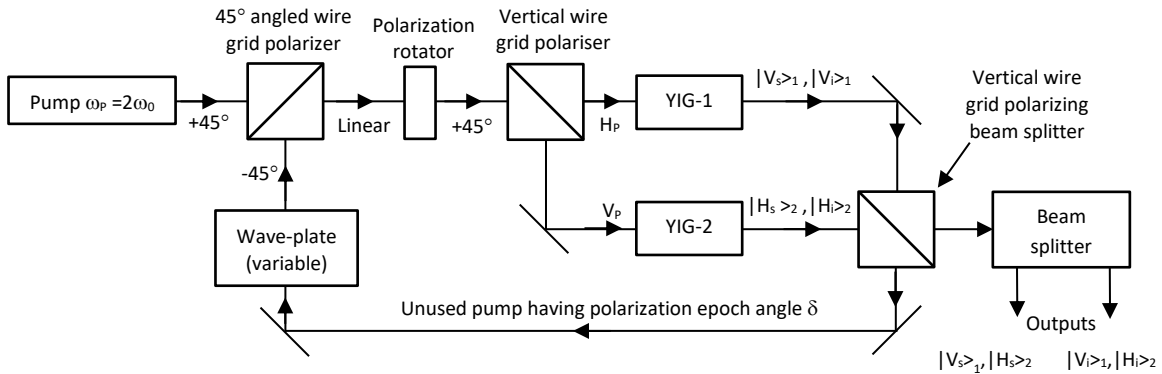 45° angled wire
grid polarizer
Polarization
rotator
Vertical wire
grid polariser
Pump ωP =2ω0
+45°
Linear
+45°
HP
YIG-1
|Vs>1 ,|Vi>1
Vertical wire
grid polarizing
beam splitter
-45°
Wave-plate
(variable)
VP
YIG-2
|Hs>2 ,|Hi>2
Beam
splitter
Unused pump having polarization epoch angle δ
Outputs
|Vs>1,|Hs>2
|Vi>1,|Hi>2